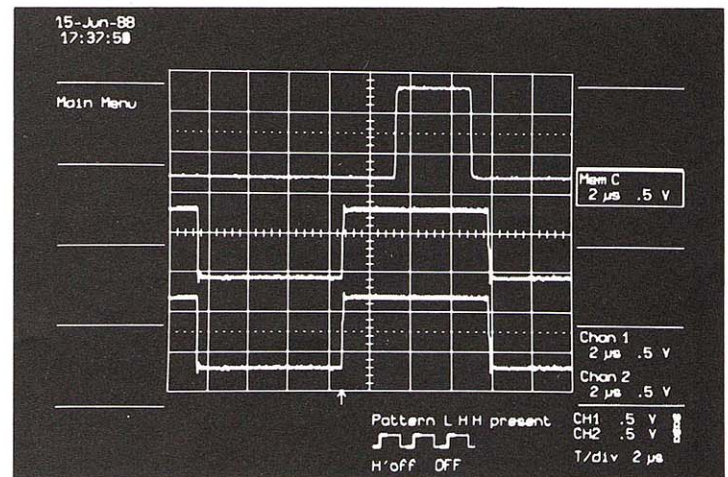 15-Jun-88
17:37:50
Main Menu
Mem C
2 µs .5 V
Chan 1
2 µs .5 V
Chan 2
2 µs .5 V
Pattern L H H present
H'off OFF
CH1 .5 V
CH2 .5 V
T/div 2 µs